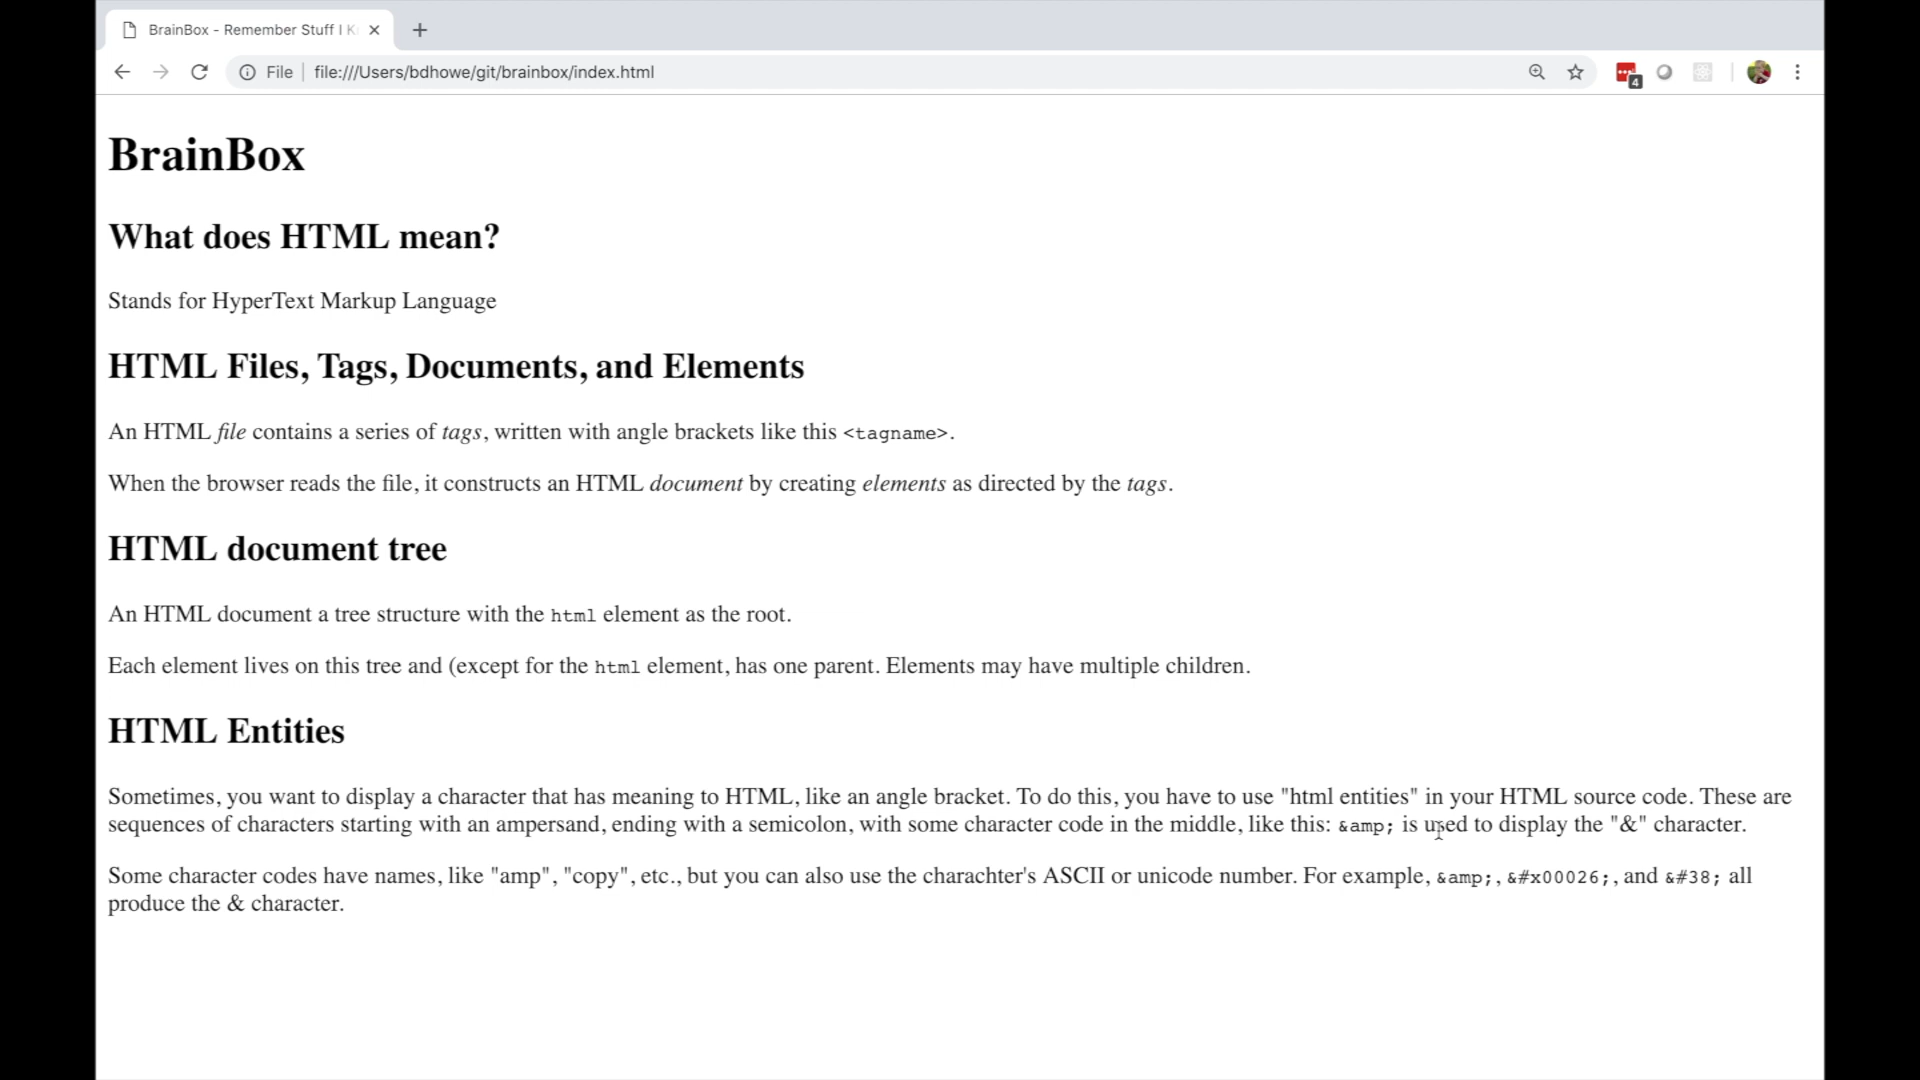 BrainBox - Remember Stuff I K
File
file:///Users/bdhowe/git/brainbox/index.html
4
BrainBox
What does HTML mean?
Stands for HyperText Markup Language
HTML Files, Tags, Documents, and Elements
An HTML file contains a series of tags, written with angle brackets like this <tagname>.
When the browser reads the file, it constructs an HTML document by creating elements as directed by the tags.
HTML document tree
An HTML document a tree structure with the html element as the root.
Each element lives on this tree and (except for the html element, has one parent. Elements may have multiple children.
HTML Entities
Sometimes, you want to display a character that has meaning to HTML, like an angle bracket. To do this, you have to use "html entities" in your HTML source code. These are
sequences of characters starting with an ampersand, ending with a semicolon, with some character code in the middle, like this: &amp; is used to display the "&" character.
Some character codes have names, like "amp", "copy", etc., but you can also use the charachter's ASCII or unicode number. For example, &amp;, &#x00026;, and &#38; all
produce the & character.